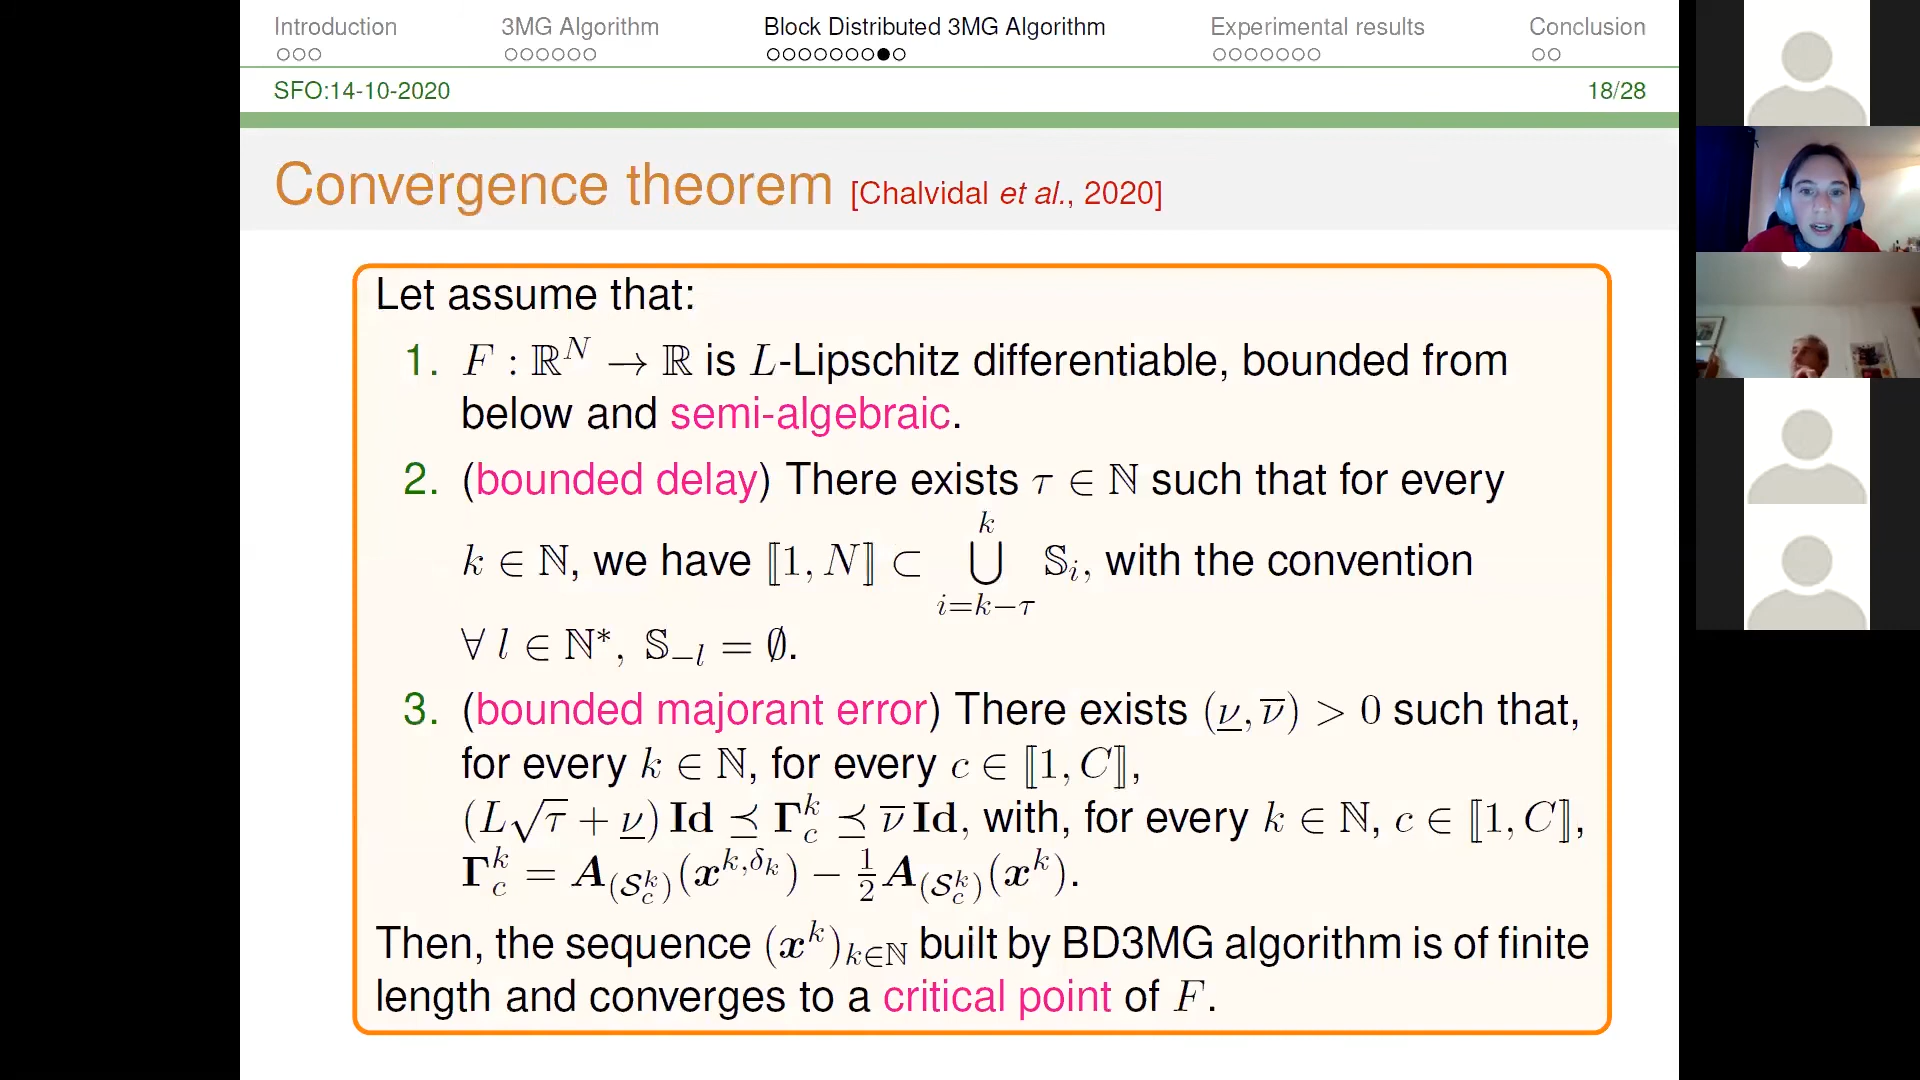 Introduction 3MG Algorithm Block Distributed 3MG Algorithm Experimental results Conclusion
SFO:14-10-2020 18/28
Convergence theorem [Chalvidal et al., 2020]
Let assume that:
1. F : ℝ^N → ℝ is L-Lipschitz differentiable, bounded from
below and semi-algebraic.
2. (bounded delay) There exists τ ∈ ℕ such that for every
k ∈ ℕ, we have ⟦1, N⟧ ⊂ ⋃_{i=k−τ}^{k} 𝕊_i, with the convention
∀ l ∈ ℕ*, 𝕊_{−l} = ∅.
3. (bounded majorant error) There exists (ν̲, ν̅) > 0 such that,
for every k ∈ ℕ, for every c ∈ ⟦1, C⟧,
(L√τ + ν̲) Id ⪯ Γ_c^k ⪯ ν̅ Id, with, for every k ∈ ℕ, c ∈ ⟦1, C⟧,
Γ_c^k = A_{(𝒮_c^k)}(x^{k,δ_k}) − ½ A_{(𝒮_c^k)}(x^k).
Then, the sequence (x^k)_{k∈ℕ} built by BD3MG algorithm is of finite
length and converges to a critical point of F.